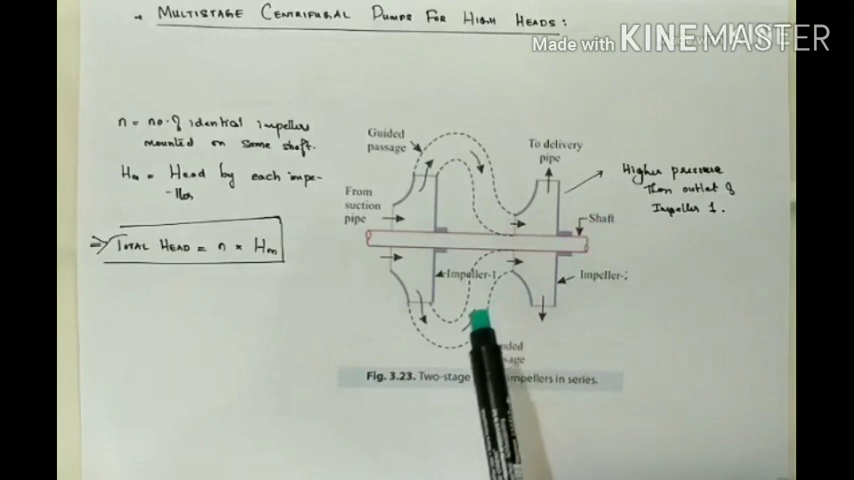 → MULTISTAGE CENTRIFUGAL PUMPS FOR HIGH HEADS:
Made with KINEMASTER
n = no. of identical impellers
mounted on same shaft.
Hm = Head by each impe-
-ller
⇒ TOTAL HEAD = n × Hm
Guided
passage
To delivery
pipe
From
suction
pipe
Shaft
Impeller-1
Impeller-
Higher pressure
than outlet of
Impeller 1.
Fig. 3.23. Two-stage impellers in series.